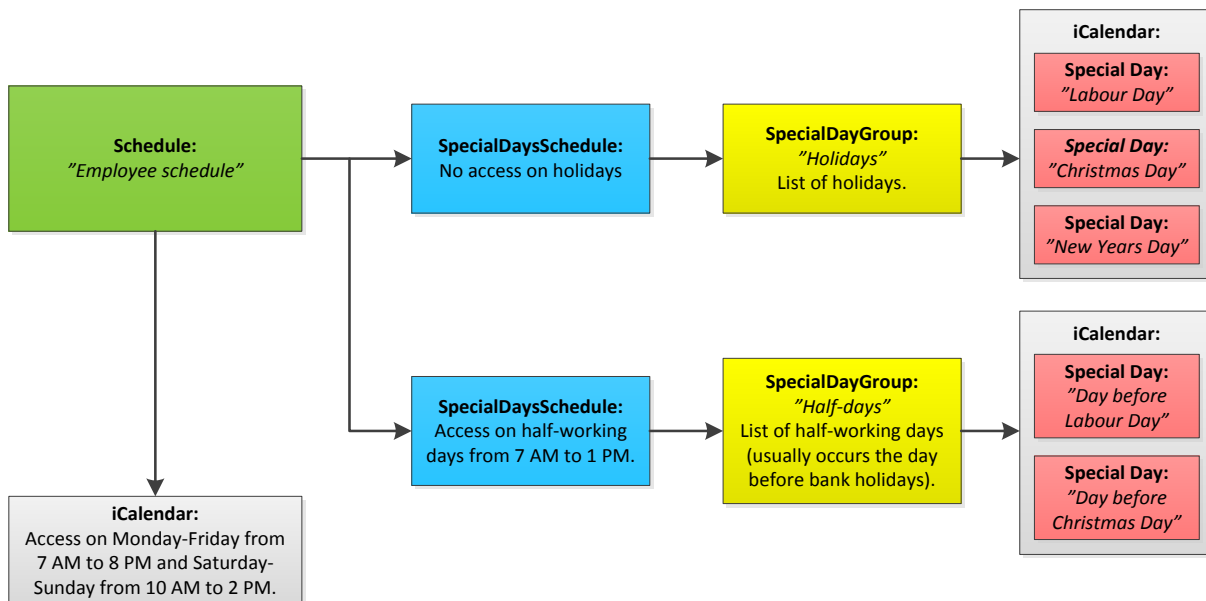 Schedule:
”Employee schedule”
SpecialDaysSchedule:
No access on holidays
SpecialDayGroup:
”Holidays”
List of holidays.
iCalendar:
Special Day:
”Labour Day”
Special Day:
”Christmas Day”
Special Day:
”New Years Day”
SpecialDaysSchedule:
Access on half-working
days from 7 AM to 1 PM.
SpecialDayGroup:
”Half-days”
List of half-working days
(usually occurs the day
before bank holidays).
iCalendar:
Special Day:
”Day before
Labour Day”
Special Day:
”Day before
Christmas Day”
iCalendar:
Access on Monday-Friday from
7 AM to 8 PM and Saturday-
Sunday from 10 AM to 2 PM.